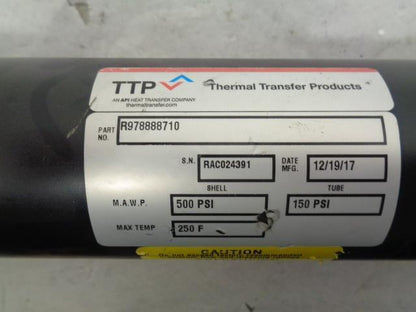 TTP Thermal Transfer Products
AN API HEAT TRANSFER COMPANY
thermaltransfer.com
PART NO. R978888710
S.N. RAC024391 DATE MFG. 12/19/17
SHELL TUBE
M.A.W.P. 500 PSI 150 PSI
MAX TEMP 250 F
CAUTION